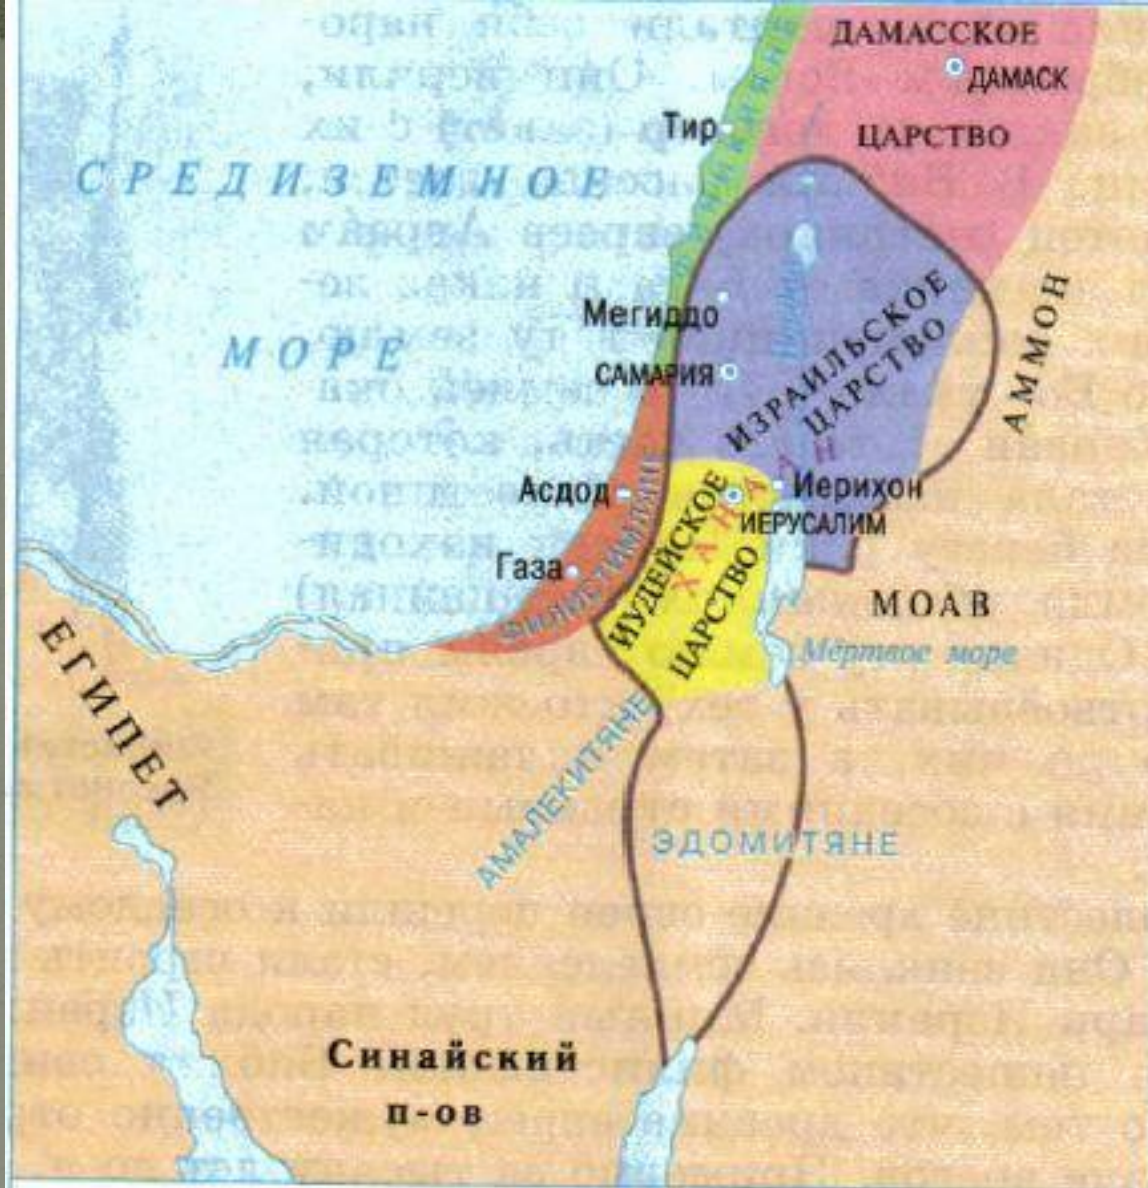 ДАМАССКОЕ
ДАМАСК
ЦАРСТВО
Тир
СРЕДИЗЕМНОЕ
МОРЕ
Мегиддо
САМАРИЯ
ИЗРАИЛЬСКОЕ
ЦАРСТВО
АММОН
Асдод
Газа
ФИЛИСТИМЛЯНЕ
ХАНААН
Иерихон
ИЕРУСАЛИМ
ИУДЕЙСКОЕ
ЦАРСТВО
МОАВ
Мёртвое море
ЕГИПЕТ
АМАЛЕКИТЯНЕ
ЭДОМИТЯНЕ
Синайский
п-ов